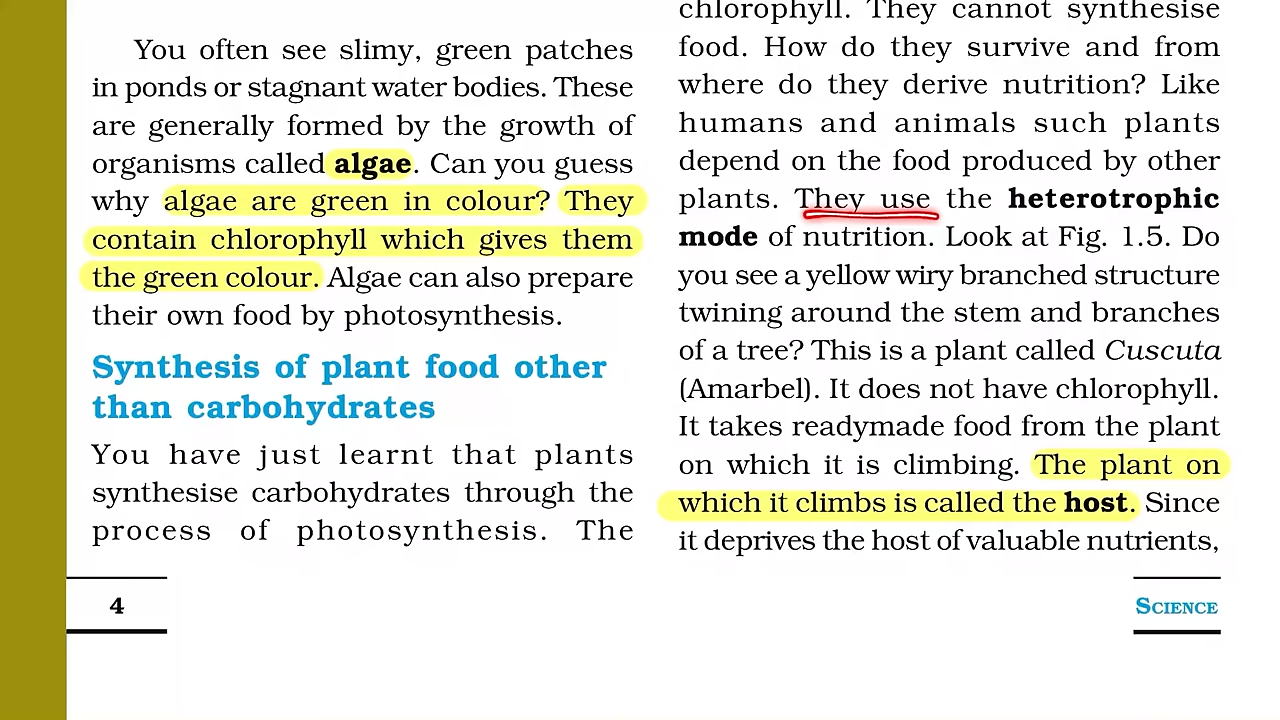 You often see slimy, green patches
in ponds or stagnant water bodies. These
are generally formed by the growth of
organisms called algae. Can you guess
why algae are green in colour? They
contain chlorophyll which gives them
the green colour. Algae can also prepare
their own food by photosynthesis.
Synthesis of plant food other
than carbohydrates
You have just learnt that plants
synthesise carbohydrates through the
process of photosynthesis. The
4
chlorophyll. They cannot synthesise
food. How do they survive and from
where do they derive nutrition? Like
humans and animals such plants
depend on the food produced by other
plants. They use the heterotrophic
mode of nutrition. Look at Fig. 1.5. Do
you see a yellow wiry branched structure
twining around the stem and branches
of a tree? This is a plant called Cuscuta
(Amarbel). It does not have chlorophyll.
It takes readymade food from the plant
on which it is climbing. The plant on
which it climbs is called the host. Since
it deprives the host of valuable nutrients,
SCIENCE